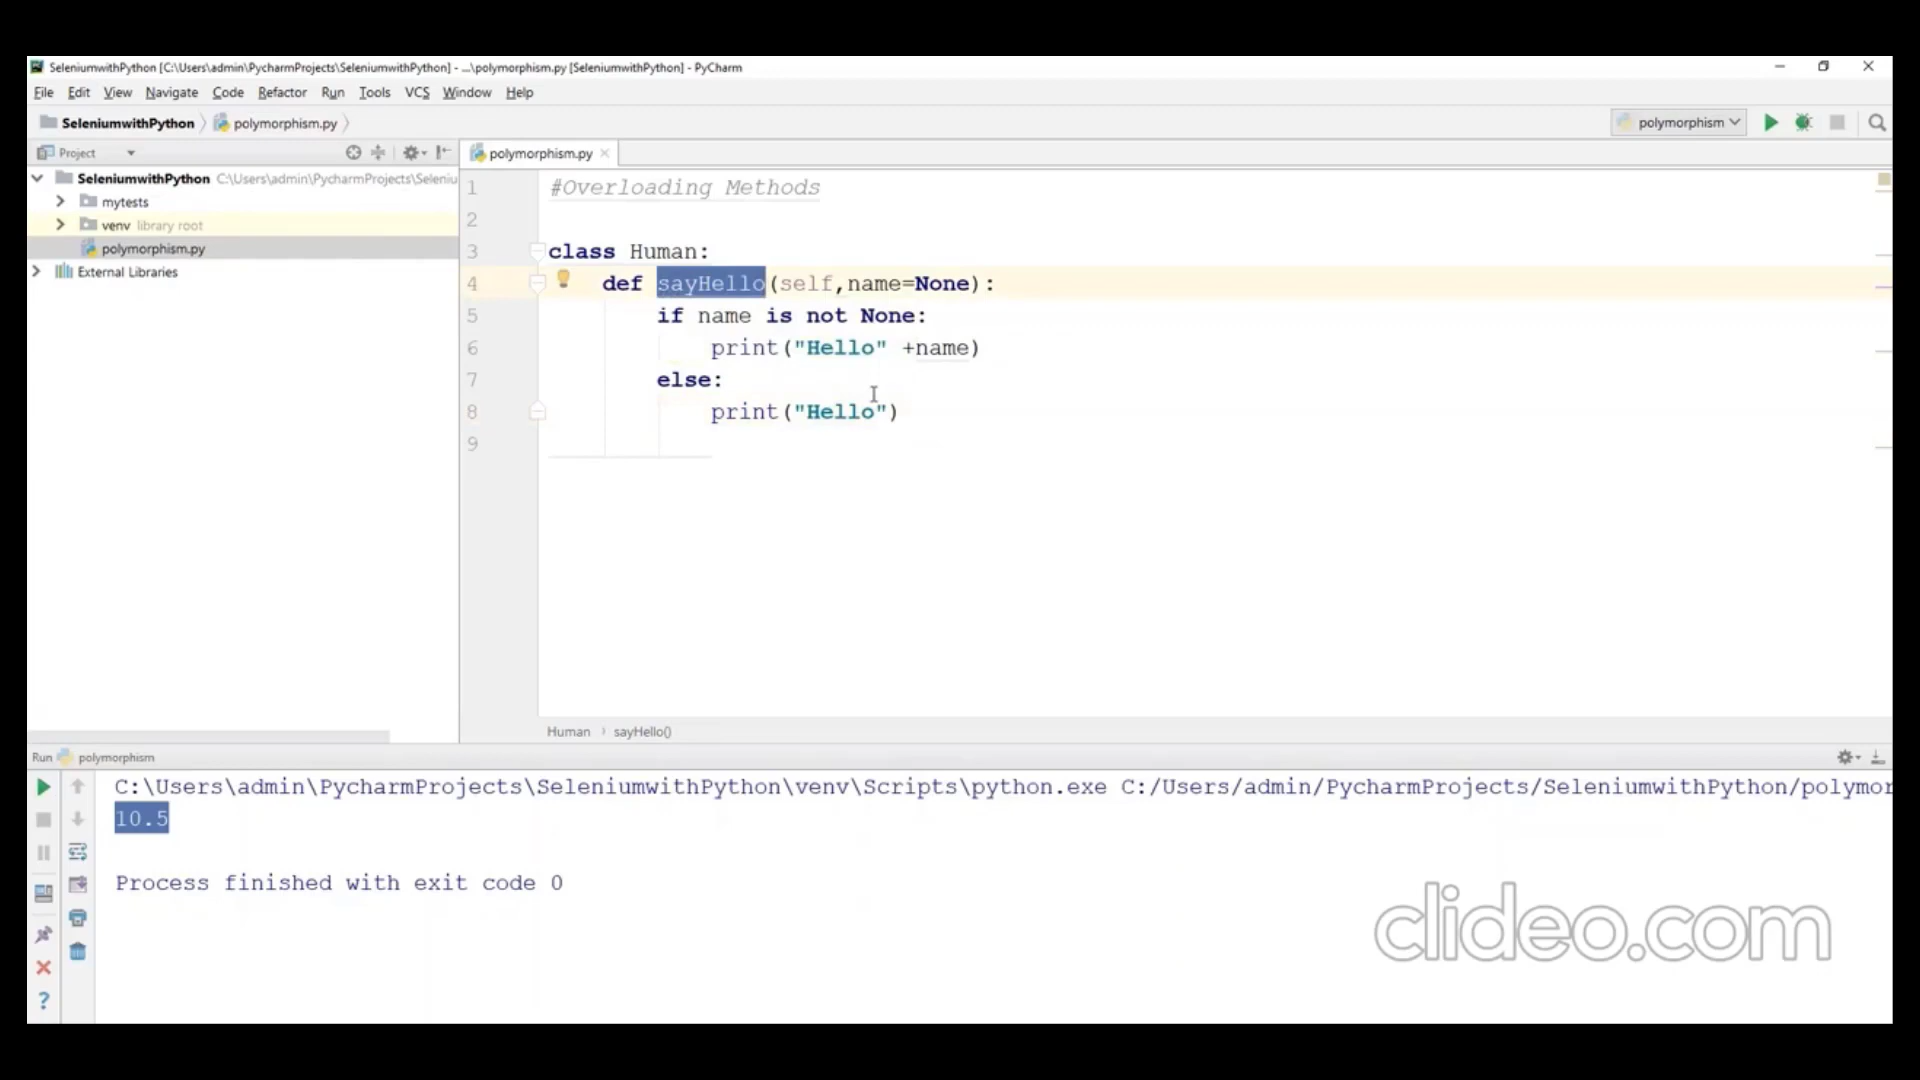 SeleniumwithPython [C:\Users\admin\PycharmProjects\SeleniumwithPython] - ...\polymorphism.py [SeleniumwithPython] - PyCharm
File Edit View Navigate Code Refactor Run Tools VCS Window Help
SeleniumwithPython polymorphism.py polymorphism
Project polymorphism.py
SeleniumwithPython C:\Users\admin\PycharmProjects\Seleniu
mytests
venv library root
polymorphism.py
External Libraries
1 #Overloading Methods
2
3 class Human:
4 def sayHello(self,name=None):
5 if name is not None:
6 print("Hello" +name)
7 else:
8 print("Hello")
9
Human sayHello()
Run polymorphism
C:\Users\admin\PycharmProjects\SeleniumwithPython\venv\Scripts\python.exe C:/Users/admin/PycharmProjects/SeleniumwithPython/polymor
10.5
Process finished with exit code 0
clideo.com